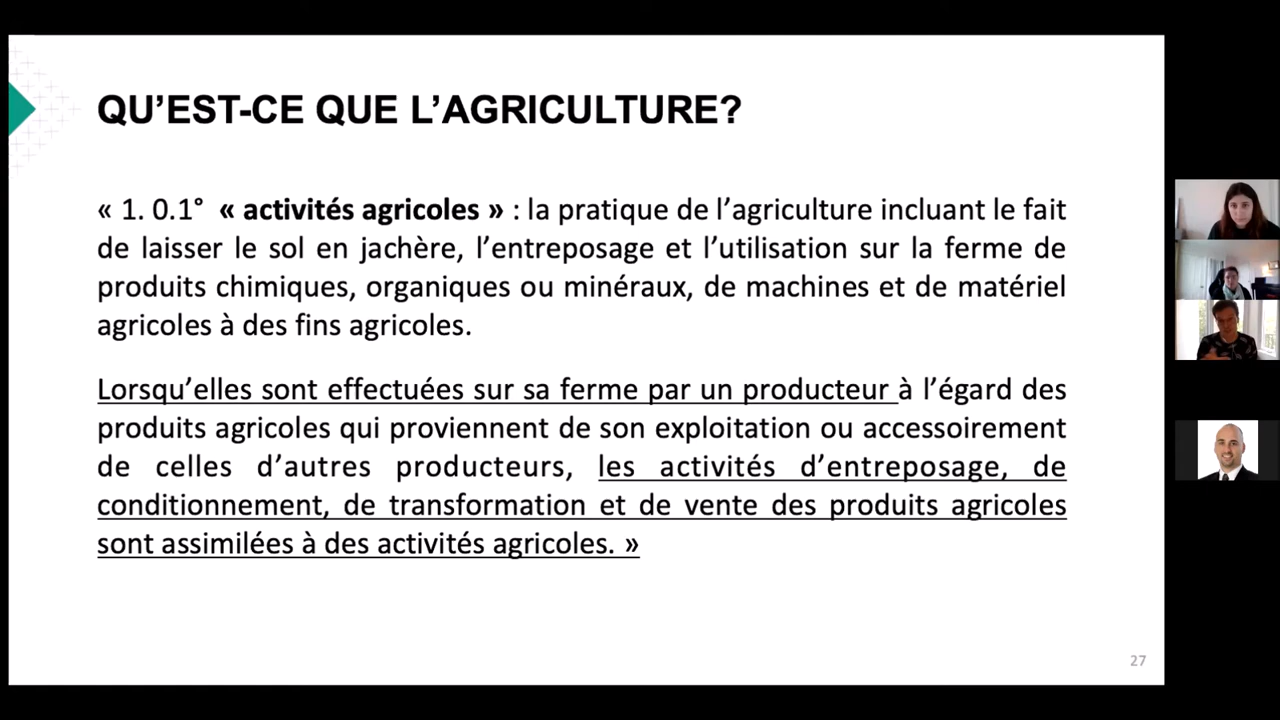 QU’EST-CE QUE L’AGRICULTURE?
« 1. 0.1° « activités agricoles » : la pratique de l’agriculture incluant le fait
de laisser le sol en jachère, l’entreposage et l’utilisation sur la ferme de
produits chimiques, organiques ou minéraux, de machines et de matériel
agricoles à des fins agricoles.
Lorsqu’elles sont effectuées sur sa ferme par un producteur à l’égard des
produits agricoles qui proviennent de son exploitation ou accessoirement
de celles d’autres producteurs, les activités d’entreposage, de
conditionnement, de transformation et de vente des produits agricoles
sont assimilées à des activités agricoles. »
27